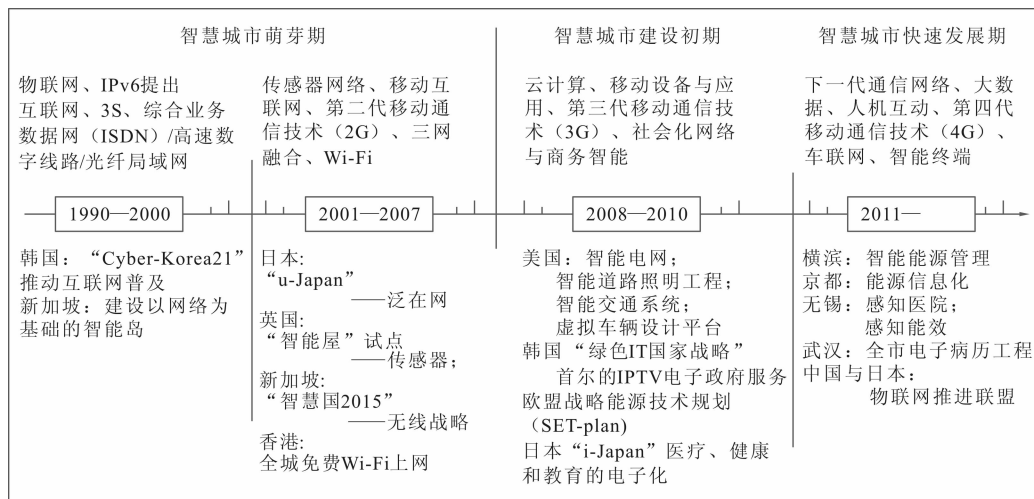 智慧城市萌芽期
智慧城市建设初期
智慧城市快速发展期
物联网、IPv6提出
互联网、3S、综合业务
数据网（ISDN）/高速数
字线路/光纤局域网
传感器网络、移动互
联网、第二代移动通
信技术（2G）、三网
融合、Wi-Fi
云计算、移动设备与应
用、第三代移动通信技
术（3G）、社会化网络
与商务智能
下一代通信网络、大数
据、人机互动、第四代
移动通信技术（4G）、
车联网、智能终端
1990—2000
2001—2007
2008—2010
2011—
韩国：“Cyber-Korea21”
推动互联网普及
新加坡：建设以网络为
基础的智能岛
日本:
“u-Japan”
——泛在网
英国:
“智能屋”试点
——传感器；
新加坡:
“智慧国2015”
——无线战略
香港:
全城免费Wi-Fi上网
美国：智能电网；
智能道路照明工程；
智能交通系统；
虚拟车辆设计平台
韩国“绿色IT国家战略”
首尔的IPTV电子政府服务
欧盟战略能源技术规划
（SET-plan)
日本“i-Japan”医疗、健康
和教育的电子化
横滨：智能能源管理
京都：能源信息化
无锡：感知医院；
感知能效
武汉：全市电子病历工程
中国与日本：
物联网推进联盟